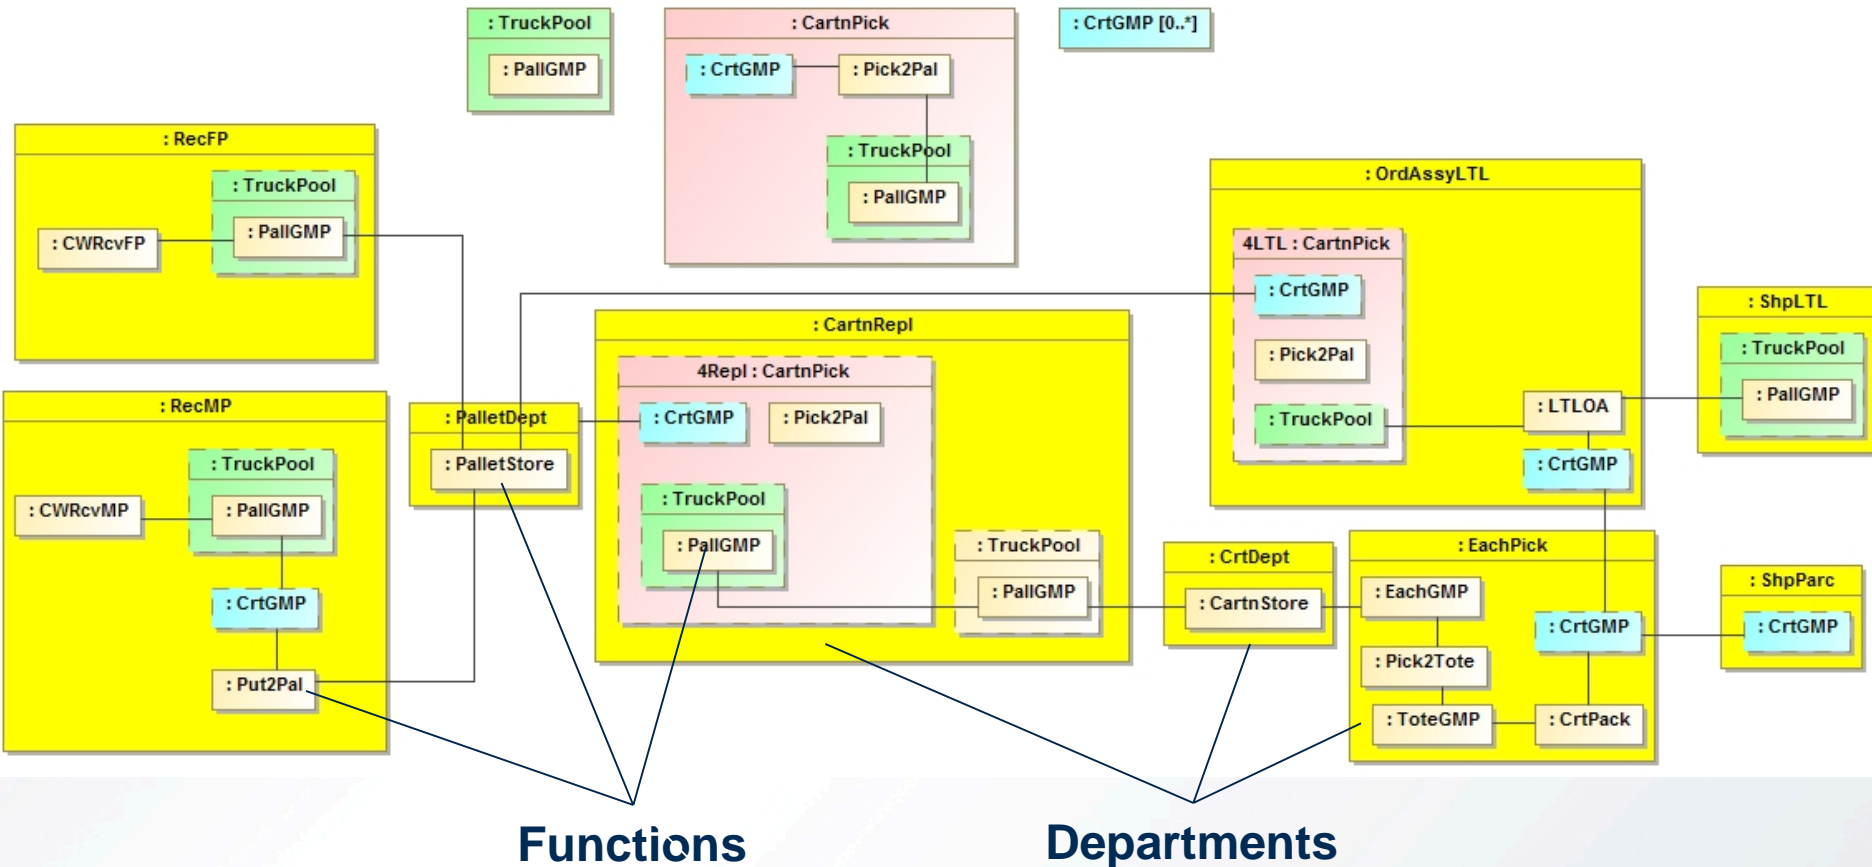 : TruckPool
: PallGMP
: CartnPick
: CrtGMP
: Pick2Pal
: TruckPool
: PallGMP
: CrtGMP [0..*]
: RecFP
: TruckPool
: CWRcvFP
: PallGMP
: RecMP
: TruckPool
: CWRcvMP
: PallGMP
: CrtGMP
: Put2Pal
: PalletDept
: PalletStore
: CartnRepl
4Repl : CartnPick
: CrtGMP
: Pick2Pal
: TruckPool
: PallGMP
: TruckPool
: PallGMP
: CrtDept
: CartnStore
: OrdAssyLTL
4LTL : CartnPick
: CrtGMP
: Pick2Pal
: TruckPool
: LTLOA
: CrtGMP
: ShpLTL
: TruckPool
: PallGMP
: EachPick
: EachGMP
: Pick2Tote
: ToteGMP
: CrtGMP
: CrtPack
: ShpParc
: CrtGMP
Functions
Departments